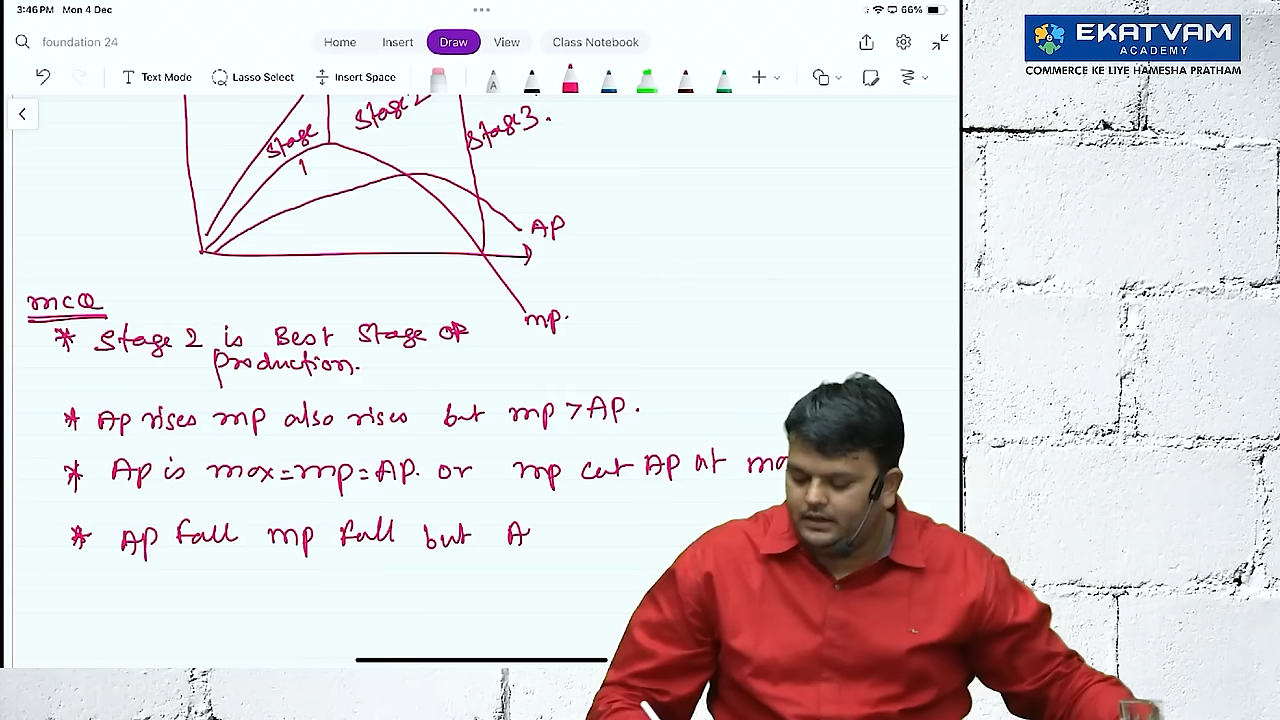 3:46 PM Mon 4 Dec
66%
foundation 24
Home Insert Draw View Class Notebook
Text Mode Lasso Select Insert Space
EKATVAM
ACADEMY
COMMERCE KE LIYE HAMESHA PRATHAM
Stage 1
Stage 2
Stage 3.
AP
MP.
MCQ
* Stage 2 is Best Stage of
production.
* AP rises mp also rises but mp > AP.
* AP is max = mp = AP. or mp cut AP at
* AP fall mp fall but A